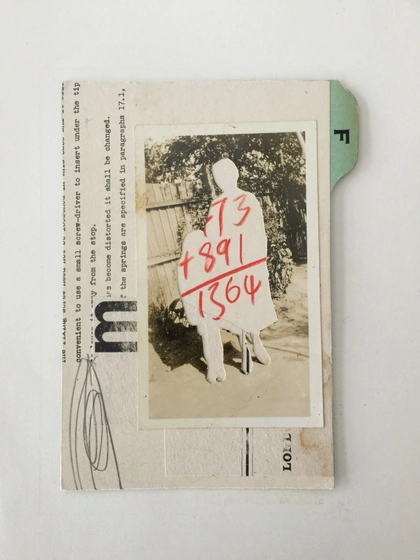 convenient to use a small screw-driver to insert under the tip
from the stop.
become distorted it shall be changed.
the springs are specified in paragraphs 17.1,
m
73
+891
1364
F